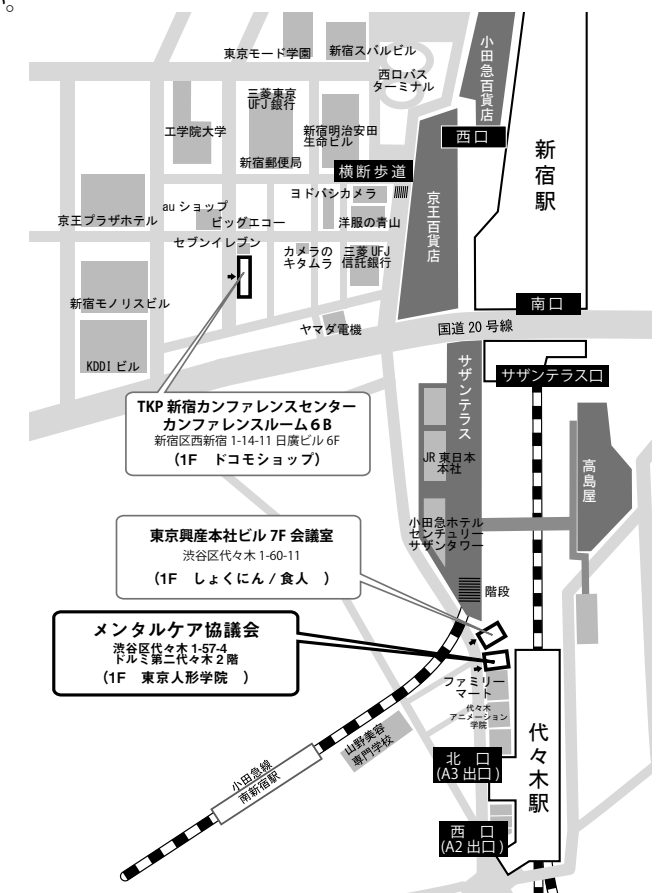 。
東京モード学園
新宿スバルビル
小田急百貨店
西口バス
ターミナル
三菱東京
UFJ 銀行
工学院大学
新宿明治安田
生命ビル
西口
新宿駅
新宿郵便局
横断歩道
ヨドバシカメラ
京王百貨店
au ショップ
京王プラザホテル
ビッグエコー
洋服の青山
セブンイレブン
カメラの
キタムラ
三菱 UFJ
信託銀行
新宿モノリスビル
南口
ヤマダ電機
国道 20 号線
KDDI ビル
サザンテラス
サザンテラス口
TKP 新宿カンファレンスセンター
カンファレンスルーム6B
新宿区西新宿 1-14-11 日廣ビル 6F
(1F ドコモショップ)
JR 東日本
本社
高島屋
小田急ホテル
センチュリー
サザンタワー
東京興産本社ビル 7F 会議室
渋谷区代々木 1-60-11
(1F しょくにん / 食人 )
階段
メンタルケア協議会
渋谷区代々木 1-57-4
ドルミ第二代々木 2 階
(1F 東京人形学院 )
ファミリー
マート
代々木
アニメーション
学院
山野美容
専門学校
代々木駅
北 口
(A3 出口)
小田急線
南新宿駅
西 口
(A2 出口)